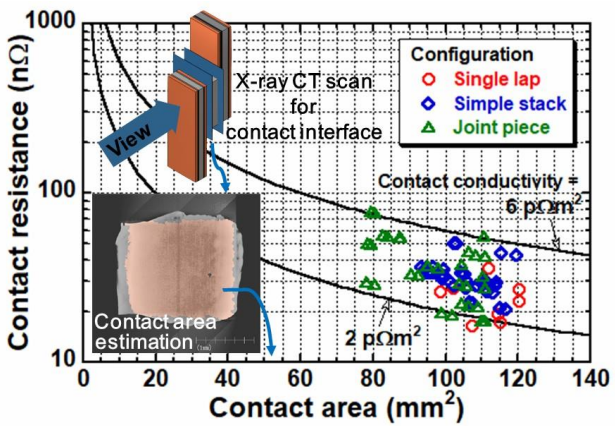 1000
100
10
Contact resistance (nΩ)
X-ray CT scan
for
contact interface
View
Configuration
Single lap
Simple stack
Joint piece
Contact conductivity =
6 pΩm²
2 pΩm²
Contact area
estimation
0 20 40 60 80 100 120 140
Contact area (mm²)